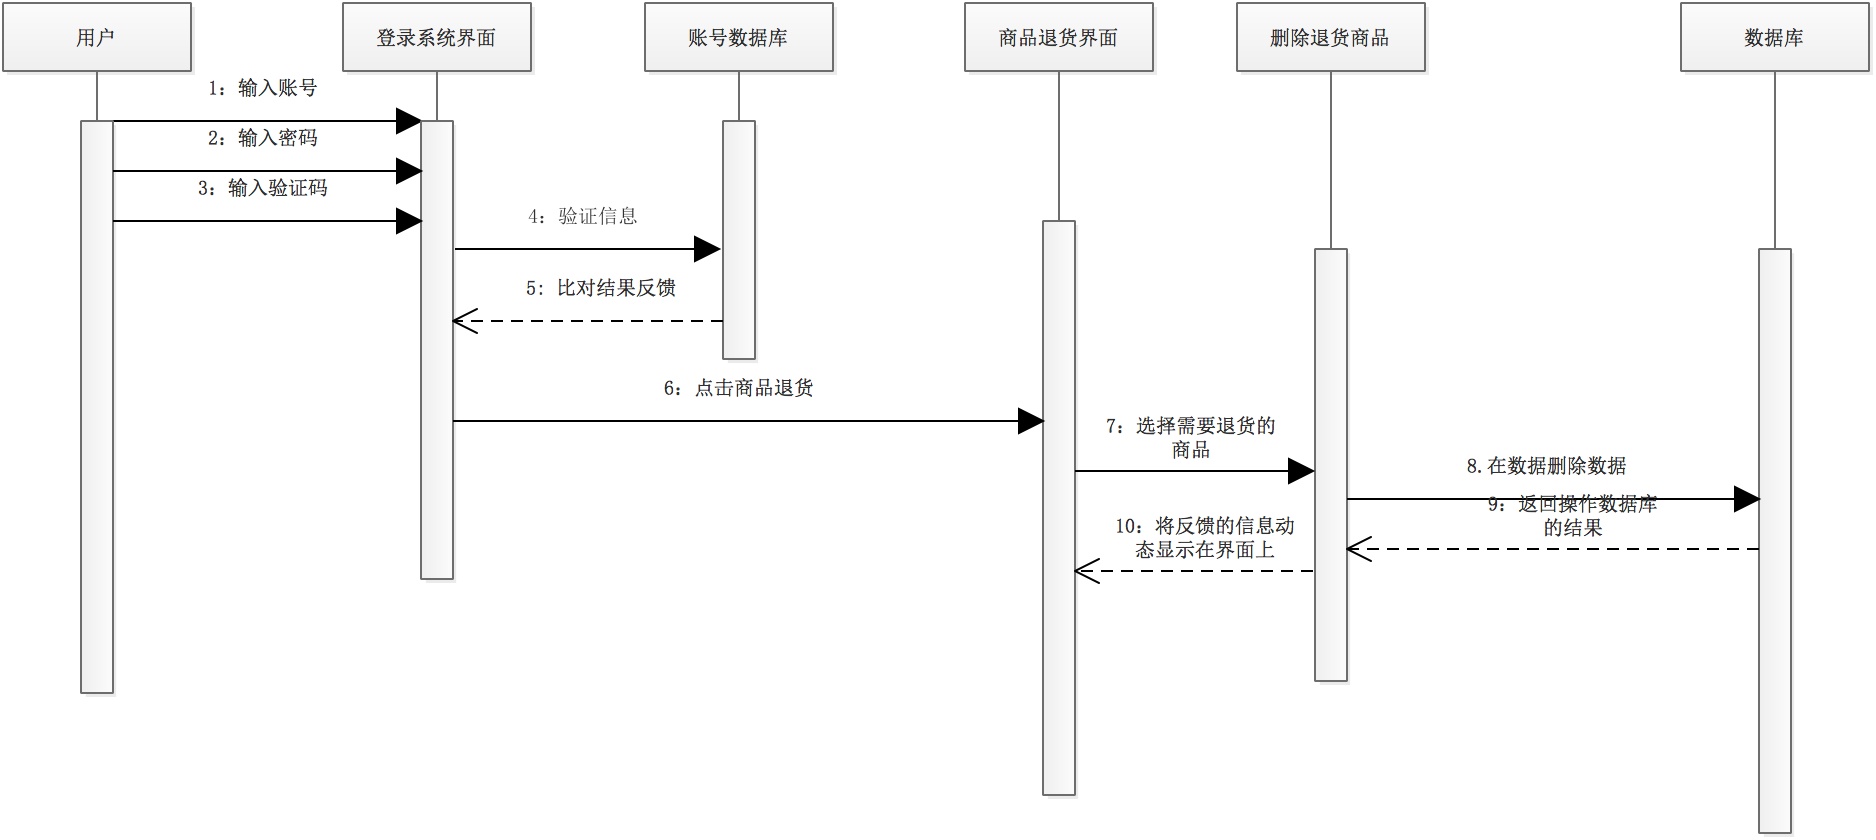 用户
登录系统界面
账号数据库
商品退货界面
删除退货商品
数据库
1: 输入账号
2: 输入密码
3: 输入验证码
4: 验证信息
5: 比对结果反馈
6: 点击商品退货
7: 选择需要退货的
商品
8.在数据删除数据
9: 返回操作数据库
的结果
10: 将反馈的信息动
态显示在界面上